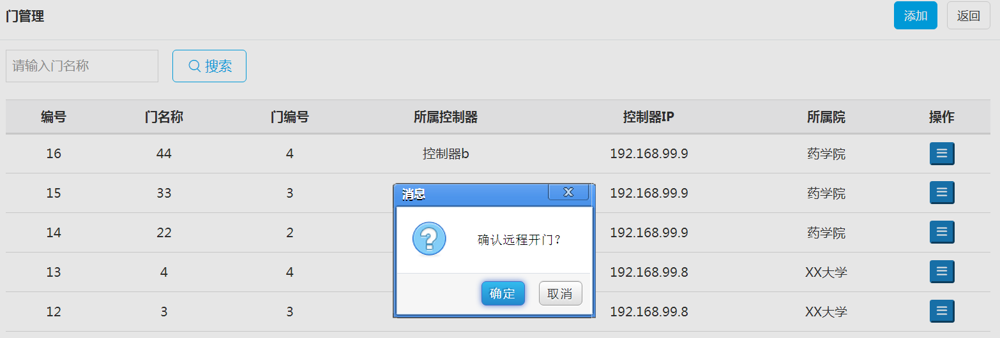 门管理
添加 返回
请输入门名称 搜索
编号 门名称 门编号 所属控制器 控制器IP 所属院 操作
16 44 4 控制器b 192.168.99.9 药学院
15 33 3 192.168.99.9 药学院
14 22 2 192.168.99.9 药学院
13 4 4 192.168.99.8 XX大学
12 3 3 192.168.99.8 XX大学
消息
确认远程开门?
确定 取消